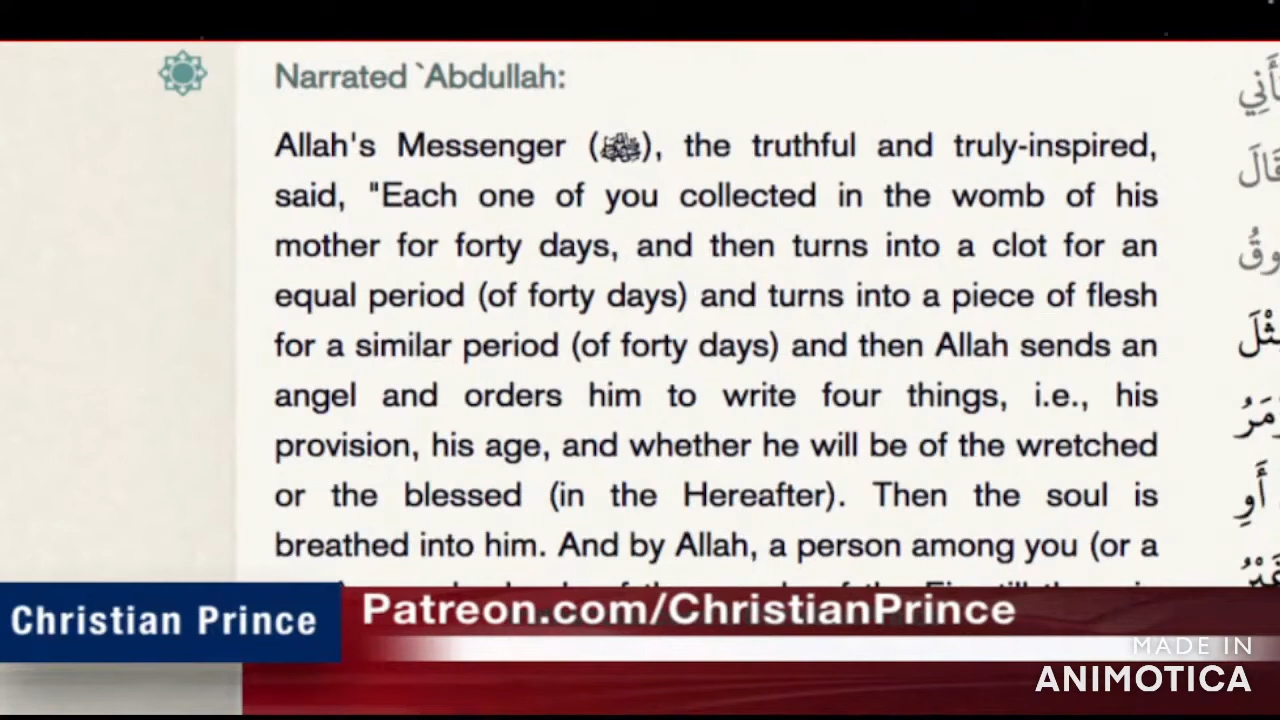 Narrated `Abdullah:
Allah's Messenger (ﷺ), the truthful and truly-inspired,
said, "Each one of you collected in the womb of his
mother for forty days, and then turns into a clot for an
equal period (of forty days) and turns into a piece of flesh
for a similar period (of forty days) and then Allah sends an
angel and orders him to write four things, i.e., his
provision, his age, and whether he will be of the wretched
or the blessed (in the Hereafter). Then the soul is
breathed into him. And by Allah, a person among you (or a
قَالَ
مِثْلَ
أَوِ
Christian Prince
Patreon.com/ChristianPrince
MADE IN
ANIMOTICA